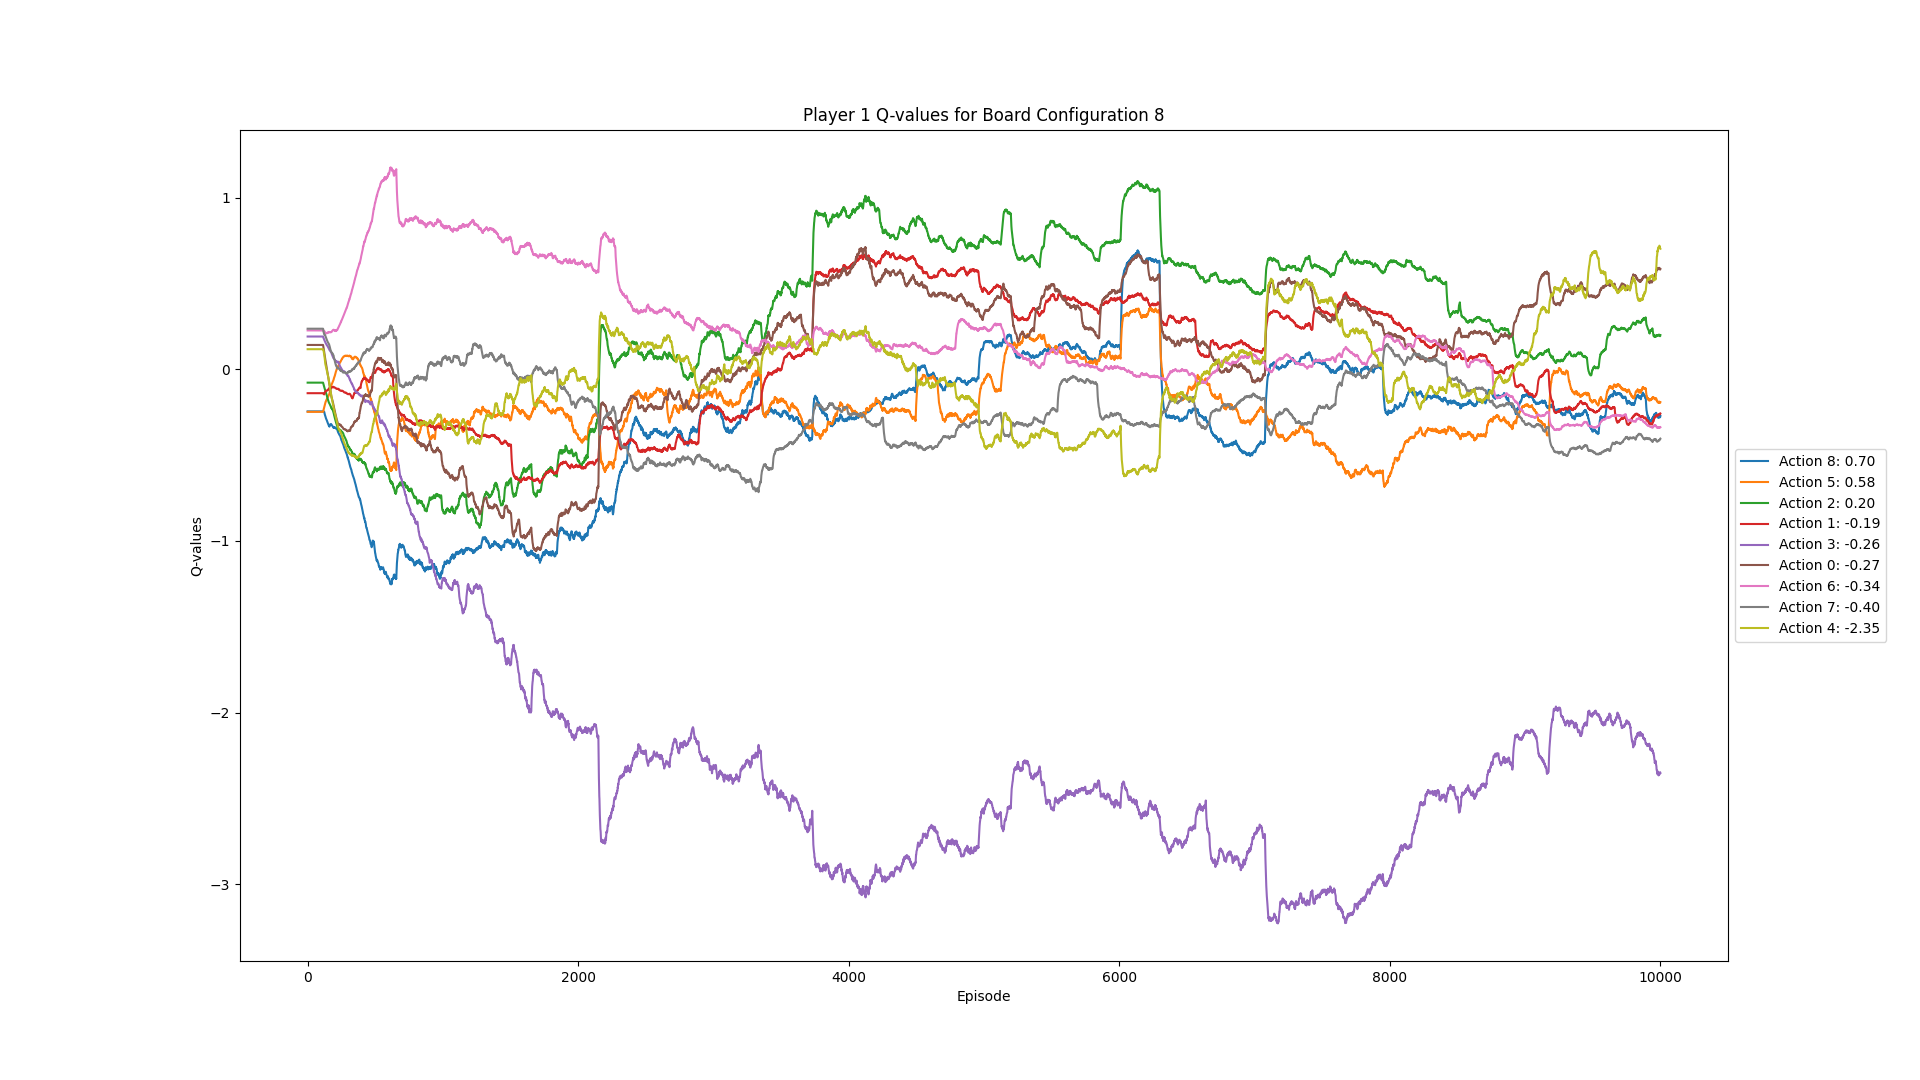 Player 1 Q-values for Board Configuration 8
1
0
−1
−2
−3
Q-values
0
2000
4000
6000
8000
10000
Episode
Action 8: 0.70
Action 5: 0.58
Action 2: 0.20
Action 1: -0.19
Action 3: -0.26
Action 0: -0.27
Action 6: -0.34
Action 7: -0.40
Action 4: -2.35